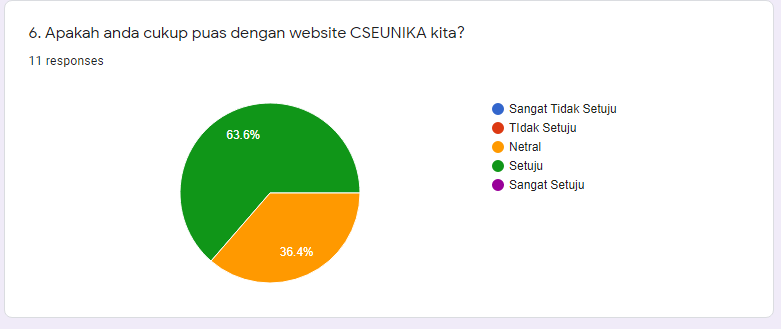 6. Apakah anda cukup puas dengan website CSEUNIKA kita?
11 responses
63.6%
36.4%
Sangat Tidak Setuju
TIdak Setuju
Netral
Setuju
Sangat Setuju